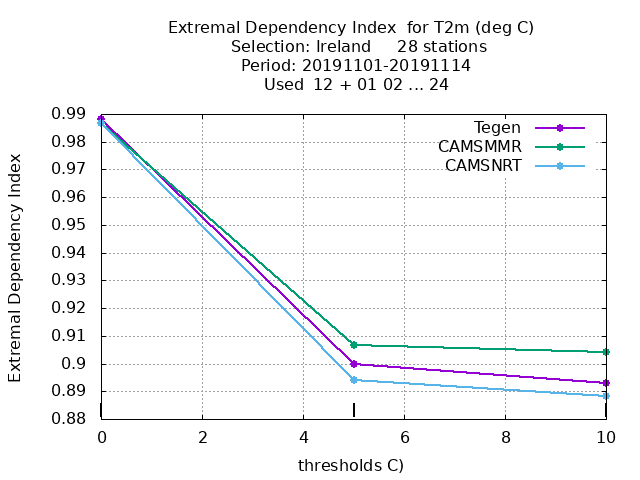 Extremal Dependency Index  for T2m (deg C)
Selection: Ireland     28 stations
Period: 20191101-20191114
Used  12 + 01 02 ... 24
Extremal Dependency Index
0.99
0.98
0.97
0.96
0.95
0.94
0.93
0.92
0.91
0.9
0.89
0.88
Tegen
CAMSMMR
CAMSNRT
0 2 4 6 8 10
thresholds C)